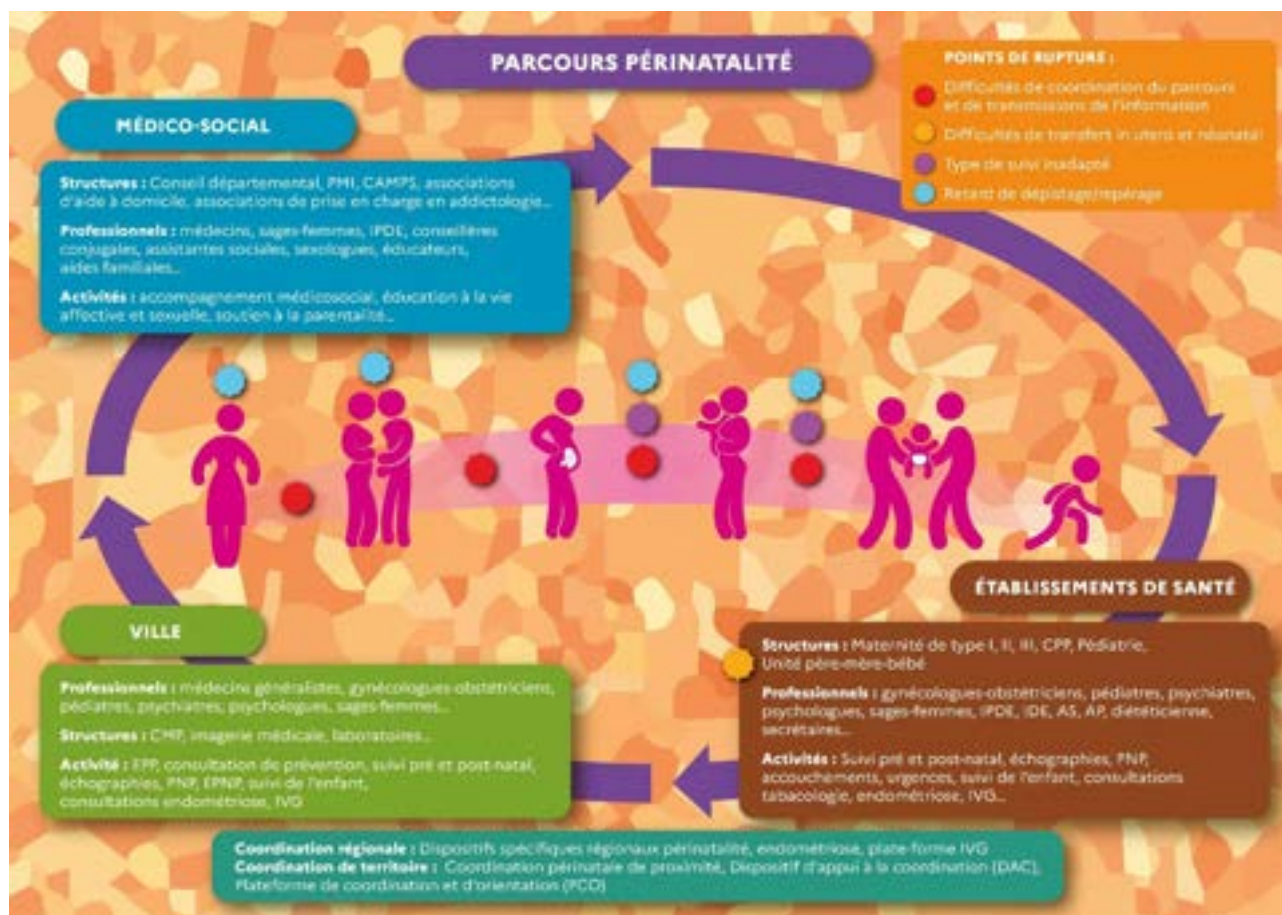 PARCOURS PÉRINATALITÉ
POINTS DE RUPTURE :
Difficultés de coordination du parcours
et de transmissions de l'information
Difficultés de transferts in utero et néonatal
Type de suivi inadapté
Retard de dépistage/repérage
MÉDICO-SOCIAL
Structures : Conseil départemental, PMI, CAMPS, associations
d'aide à domicile, associations de prise en charge en addictologie...
Professionnels : médecins, sages-femmes, IPDE, conseillères
conjugales, assistantes sociales, sexologues, éducateurs,
aides familiales...
Activités : accompagnement médicosocial, éducation à la vie
affective et sexuelle, soutien à la parentalité...
ÉTABLISSEMENTS DE SANTÉ
Structures : Maternité de type I, II, III, CPP, Pédiatrie,
Unité père-mère-bébé
Professionnels : gynécologues-obstétriciens, pédiatres, psychiatres,
psychologues, sages-femmes, IPDE, IDE, AS, AP, diététicienne,
secrétaires...
Activités : Suivi pré et post-natal, échographies, PNP,
accouchements, urgences, suivi de l'enfant, consultations
tabacologie, endométriose, IVG...
VILLE
Professionnels : médecins généralistes, gynécologues-obstétriciens,
pédiatres, psychiatres, psychologues, sages-femmes...
Structures : CMP, imagerie médicale, laboratoires...
Activité : EPP, consultation de prévention, suivi pré et post-natal,
échographies, PNP, EPNP, suivi de l'enfant,
consultations endométriose, IVG
Coordination régionale : Dispositifs spécifiques régionaux périnatalité, endométriose, plate-forme IVG
Coordination de territoire : Coordination périnatale de proximité, Dispositif d'appui à la coordination (DAC),
Plateforme de coordination et d'orientation (PCO)